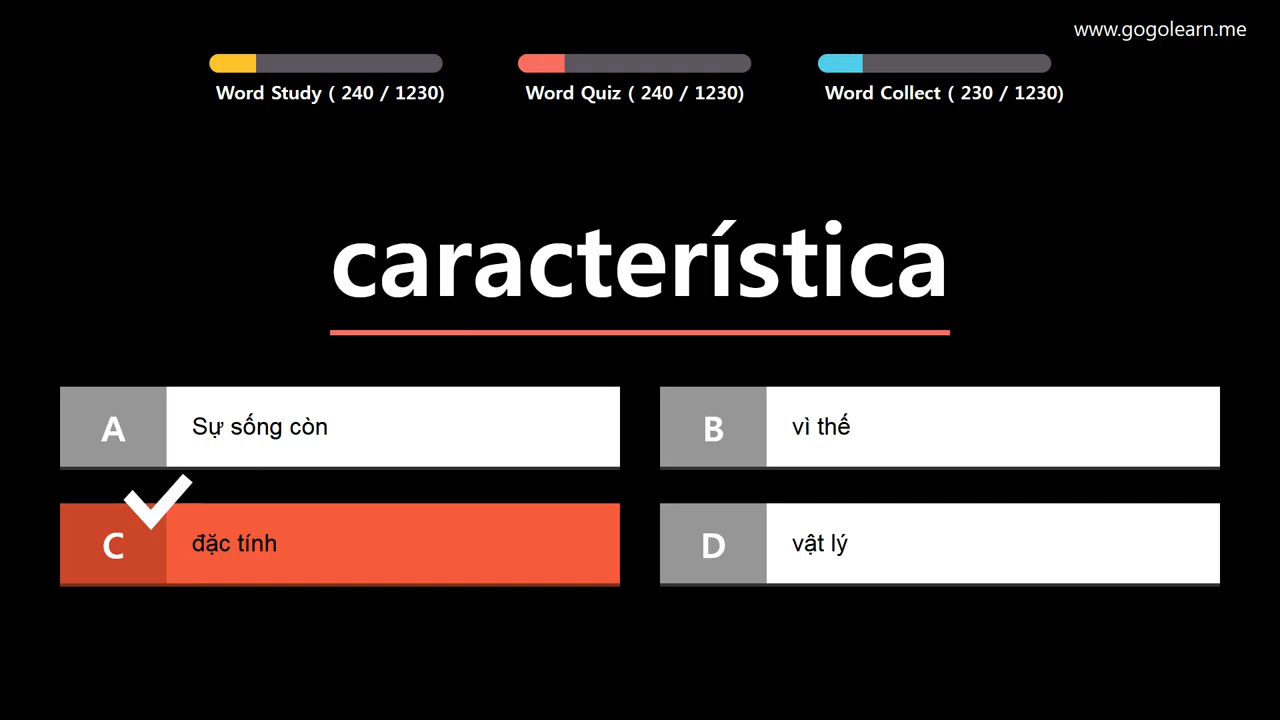 www.gogolearn.me
Word Study ( 240 / 1230)
Word Quiz ( 240 / 1230)
Word Collect ( 230 / 1230)
característica
A
Sự sống còn
B
vì thế
C
đặc tính
D
vật lý